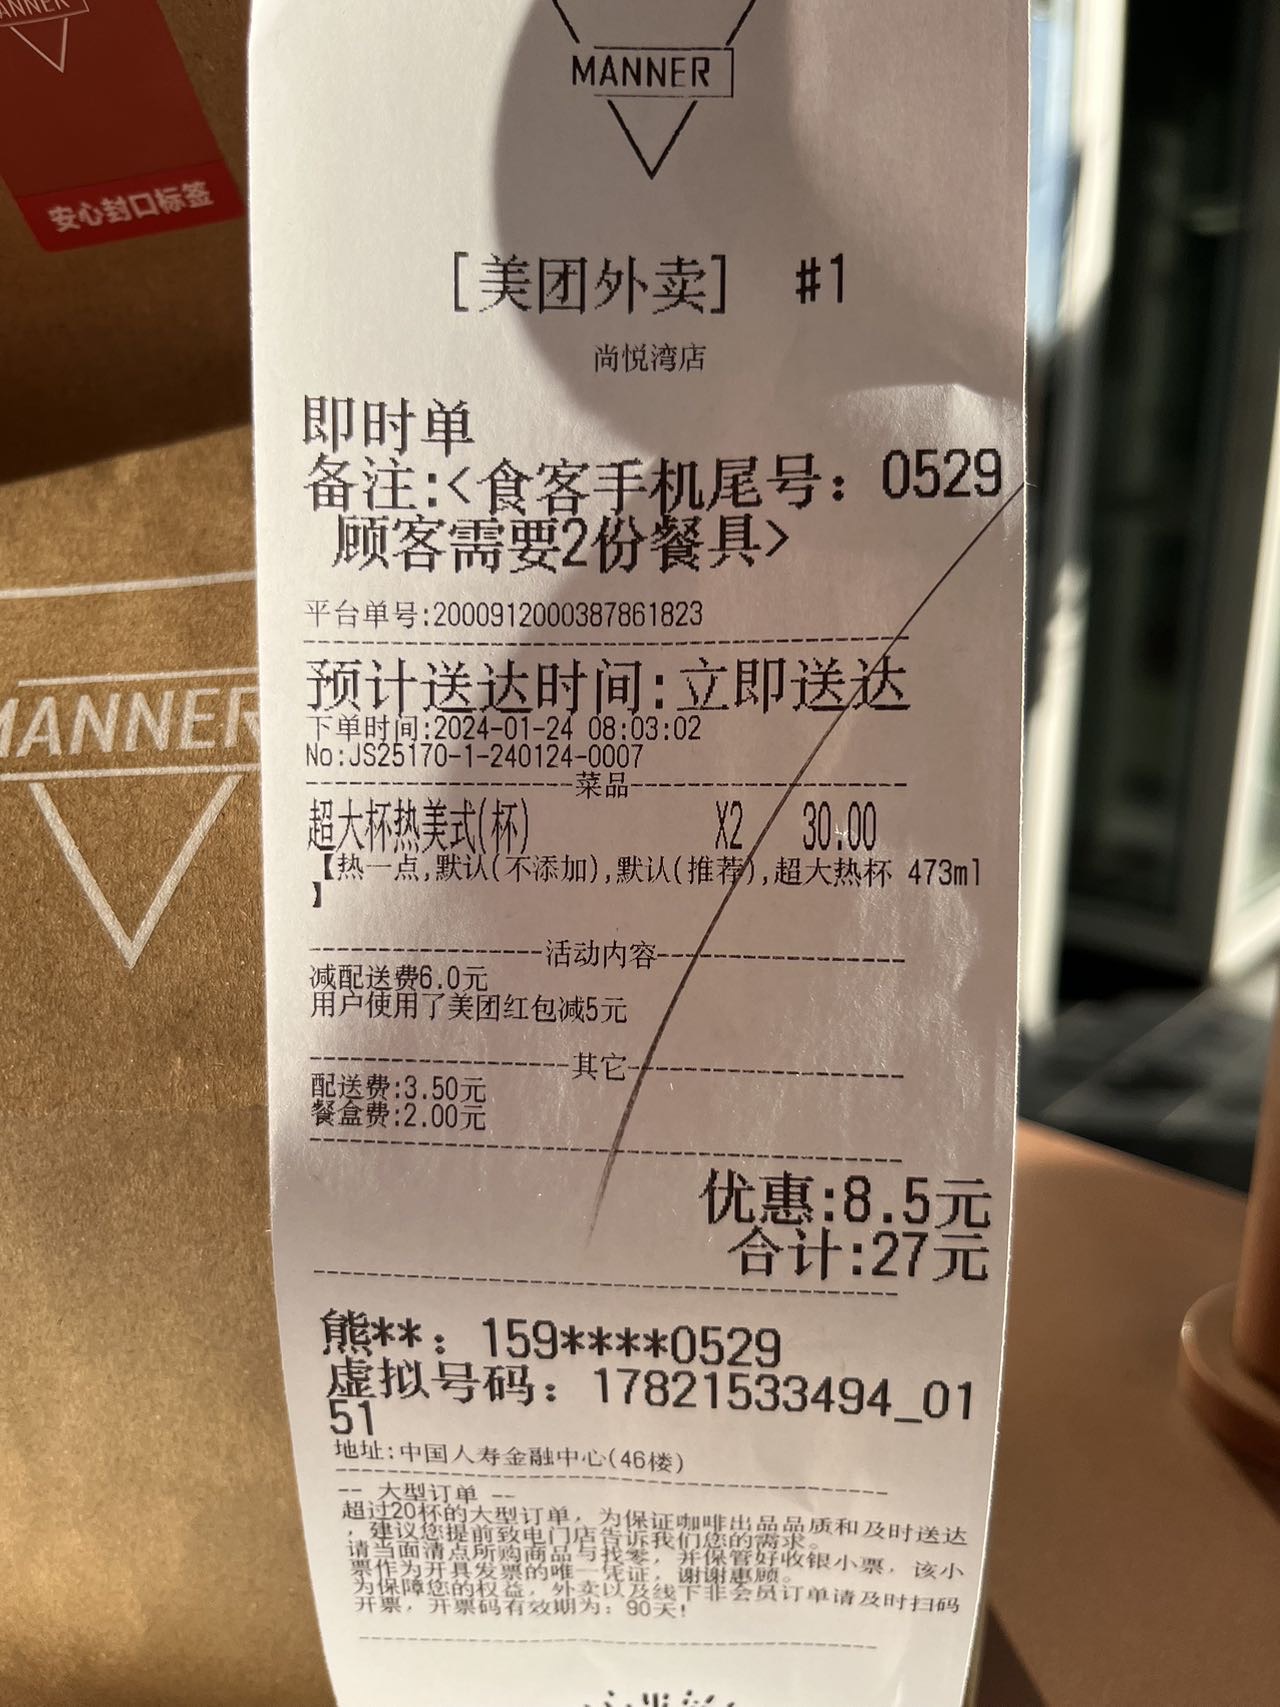 ANNER
安心封口标签
MANNER
MANNER
[美团外卖] #1
尚悦湾店
即时单
备注:<食客手机尾号：0529
顾客需要2份餐具>
平台单号:2000912000387861823
预计送达时间:立即送达
下单时间:2024-01-24 08:03:02
No:JS25170-1-240124-0007
菜品
超大杯热美式(杯) X2 30.00
【热一点,默认(不添加),默认(推荐),超大热杯 473ml
】
活动内容
减配送费6.0元
用户使用了美团红包减5元
其它
配送费:3.50元
餐盒费:2.00元
优惠:8.5元
合计:27元
熊**：159****0529
虚拟号码：17821533494_01
51
地址:中国人寿金融中心(46楼)
-- 大型订单 --
超过20杯的大型订单，为保证咖啡出品品质和及时送达
，建议您提前致电门店告诉我们您的需求。
请当面清点所购商品与找零，并保管好收银小票，该小
票作为开具发票的唯一凭证，谢谢惠顾。
为保障您的权益，外卖以及线下非会员订单请及时扫码
开票，开票码有效期为：90天!